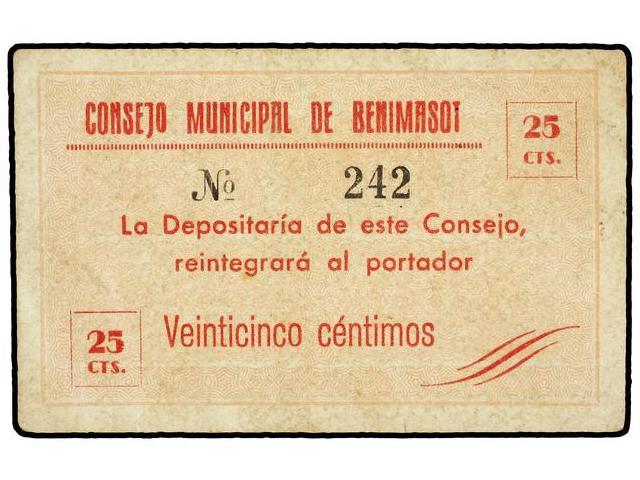 CONSEJO MUNICIPAL DE BENIMASOT
25
CTS.
No 242
La Depositaría de este Consejo,
reintegrará al portador
25
CTS.
Veinticinco céntimos